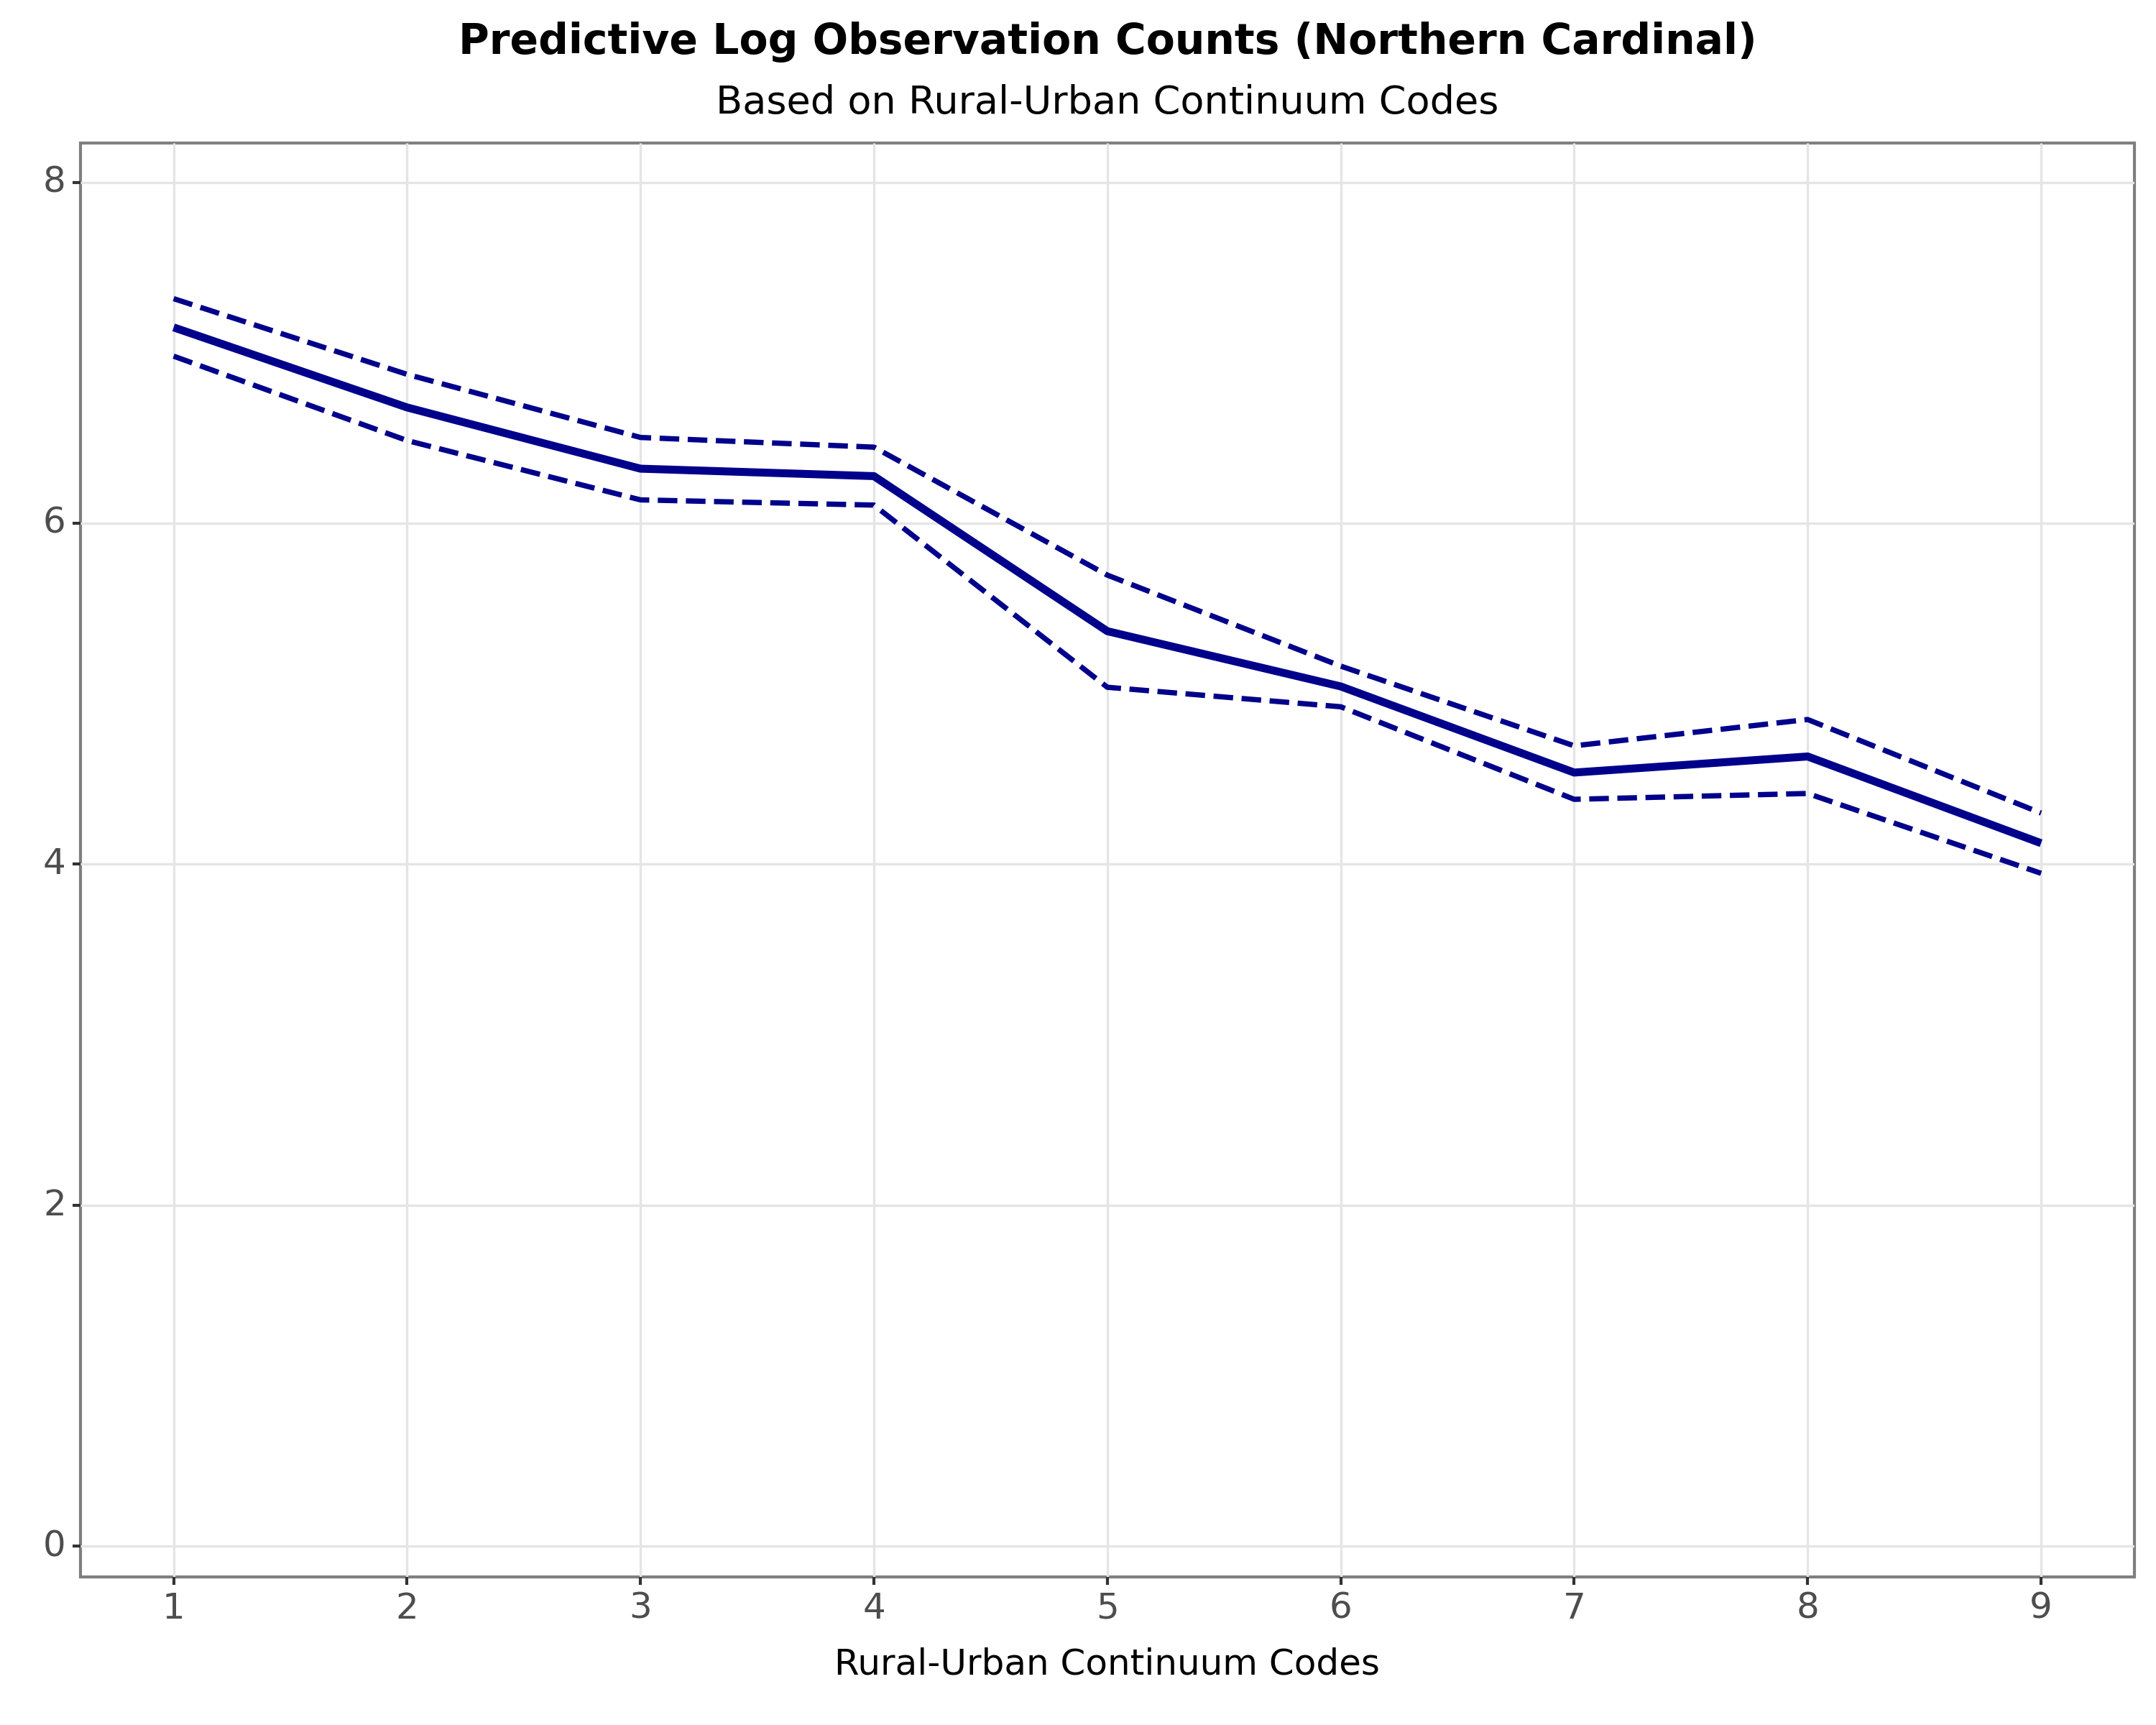 Predictive Log Observation Counts (Northern Cardinal)
Based on Rural-Urban Continuum Codes
8
6
4
2
0
1 2 3 4 5 6 7 8 9
Rural-Urban Continuum Codes